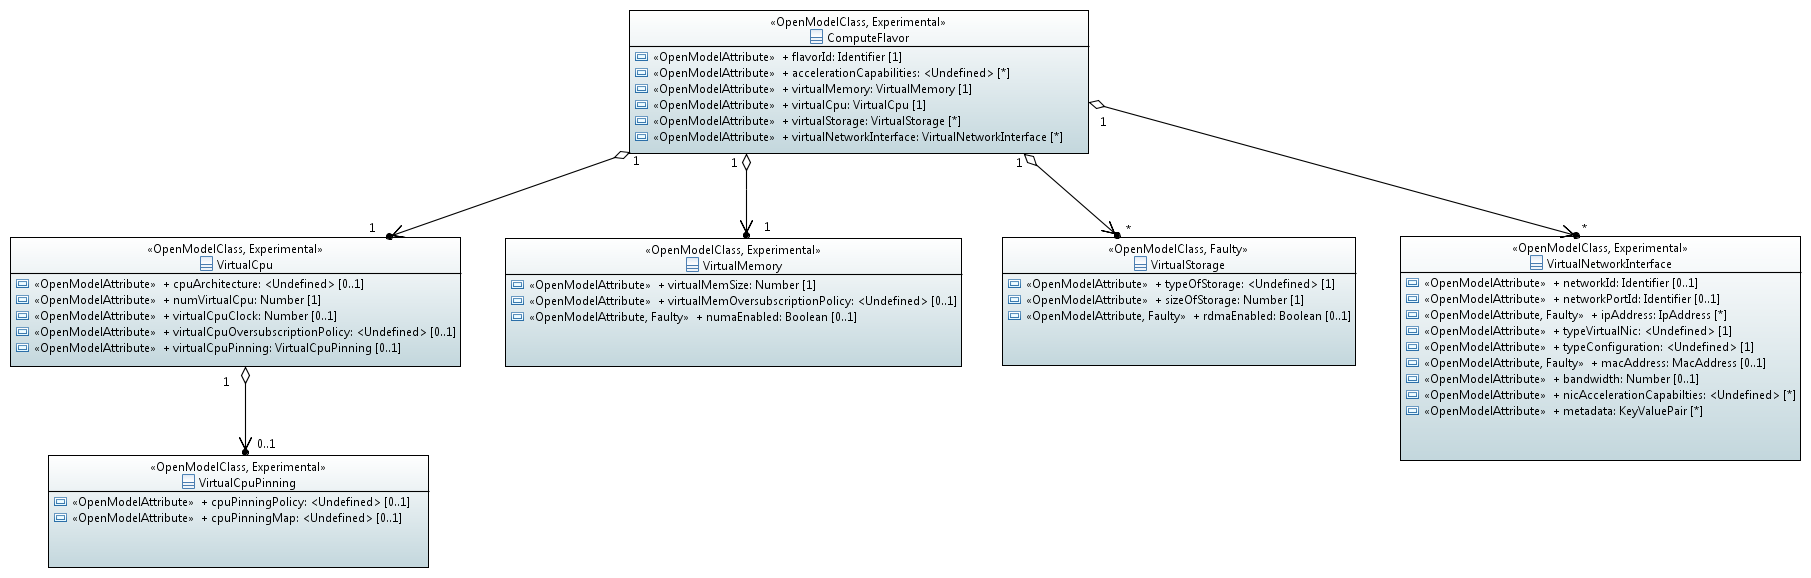 «OpenModelClass, Experimental»
ComputeFlavor
«OpenModelAttribute» + flavorId: Identifier [1]
«OpenModelAttribute» + accelerationCapabilities: <Undefined> [*]
«OpenModelAttribute» + virtualMemory: VirtualMemory [1]
«OpenModelAttribute» + virtualCpu: VirtualCpu [1]
«OpenModelAttribute» + virtualStorage: VirtualStorage [*]
«OpenModelAttribute» + virtualNetworkInterface: VirtualNetworkInterface [*]
1
1
1
1
1
1
*
*
«OpenModelClass, Experimental»
VirtualCpu
«OpenModelAttribute» + cpuArchitecture: <Undefined> [0..1]
«OpenModelAttribute» + numVirtualCpu: Number [1]
«OpenModelAttribute» + virtualCpuClock: Number [0..1]
«OpenModelAttribute» + virtualCpuOversubscriptionPolicy: <Undefined> [0..1]
«OpenModelAttribute» + virtualCpuPinning: VirtualCpuPinning [0..1]
«OpenModelClass, Experimental»
VirtualMemory
«OpenModelAttribute» + virtualMemSize: Number [1]
«OpenModelAttribute» + virtualMemOversubscriptionPolicy: <Undefined> [0..1]
«OpenModelAttribute, Faulty» + numaEnabled: Boolean [0..1]
«OpenModelClass, Faulty»
VirtualStorage
«OpenModelAttribute» + typeOfStorage: <Undefined> [1]
«OpenModelAttribute» + sizeOfStorage: Number [1]
«OpenModelAttribute, Faulty» + rdmaEnabled: Boolean [0..1]
«OpenModelClass, Experimental»
VirtualNetworkInterface
«OpenModelAttribute» + networkId: Identifier [0..1]
«OpenModelAttribute» + networkPortId: Identifier [0..1]
«OpenModelAttribute, Faulty» + ipAddress: IpAddress [*]
«OpenModelAttribute» + typeVirtualNic: <Undefined> [1]
«OpenModelAttribute» + typeConfiguration: <Undefined> [1]
«OpenModelAttribute, Faulty» + macAddress: MacAddress [0..1]
«OpenModelAttribute» + bandwidth: Number [0..1]
«OpenModelAttribute» + nicAccelerationCapabilties: <Undefined> [*]
«OpenModelAttribute» + metadata: KeyValuePair [*]
1
0..1
«OpenModelClass, Experimental»
VirtualCpuPinning
«OpenModelAttribute» + cpuPinningPolicy: <Undefined> [0..1]
«OpenModelAttribute» + cpuPinningMap: <Undefined> [0..1]